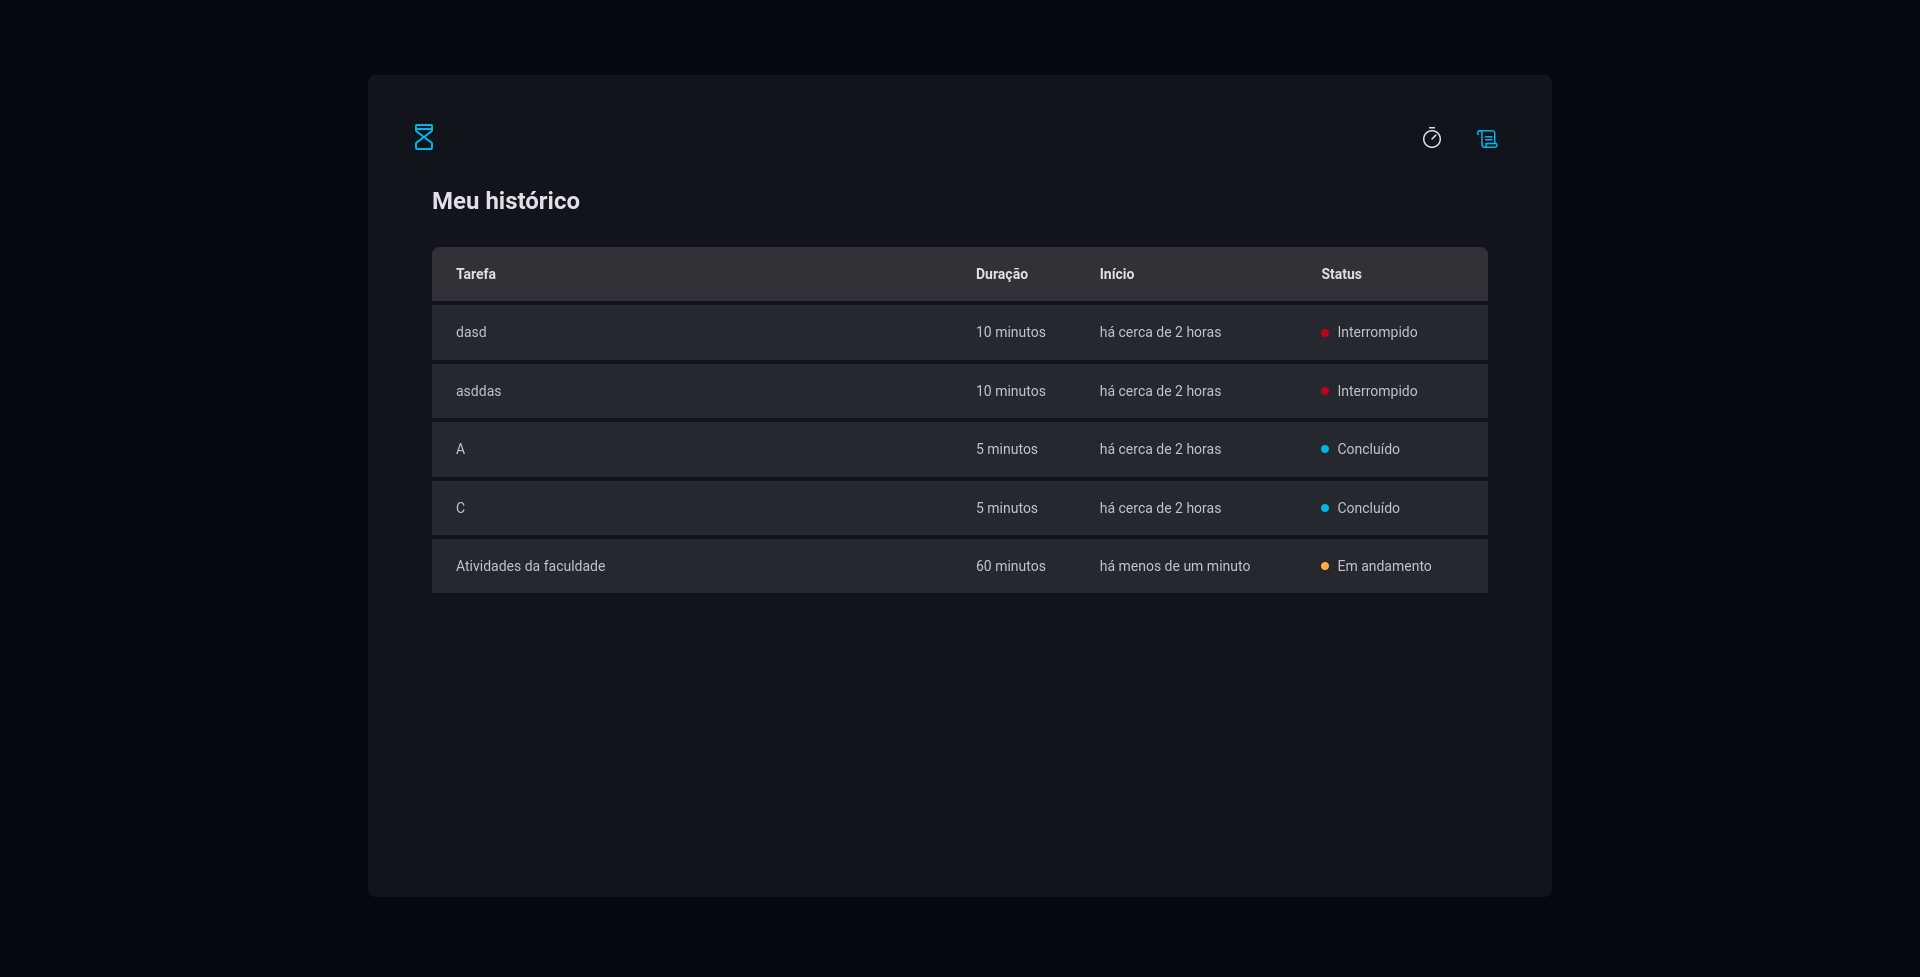 Meu histórico
Tarefa Duração Início Status
dasd 10 minutos há cerca de 2 horas Interrompido
asddas 10 minutos há cerca de 2 horas Interrompido
A 5 minutos há cerca de 2 horas Concluído
C 5 minutos há cerca de 2 horas Concluído
Atividades da faculdade 60 minutos há menos de um minuto Em andamento